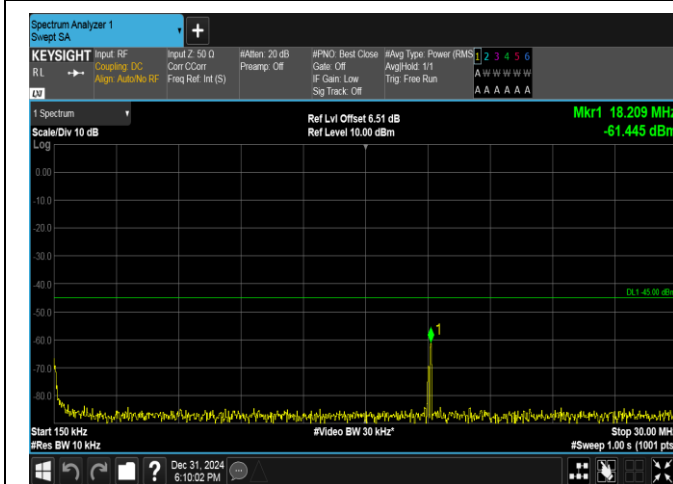 Spectrum Analyzer 1
Swept SA
+
KEYSIGHT
RL
LXI
Input: RF
Coupling: DC
Align: Auto/No RF
Input Z: 50 Ω
Corr CCorr
Freq Ref: Int (S)
#Atten: 20 dB
Preamp: Off
#PNO: Best Close
Gate: Off
IF Gain: Low
Sig Track: Off
#Avg Type: Power (RMS
Avg|Hold: 1/1
Trig: Free Run
1 2 3 4 5 6
A W W W W W
A A A A A A
1 Spectrum
Scale/Div 10 dB
Log
Ref Lvl Offset 6.51 dB
Ref Level 10.00 dBm
Mkr1 18.209 MHz
-61.445 dBm
0.00
-10.0
-20.0
-30.0
-40.0
DL1 -45.00 dBm
-50.0
1
-60.0
-70.0
-80.0
Start 150 kHz
#Res BW 10 kHz
#Video BW 30 kHz*
Stop 30.00 MHz
#Sweep 1.00 s (1001 pts
?
Dec 31, 2024
6:10:02 PM